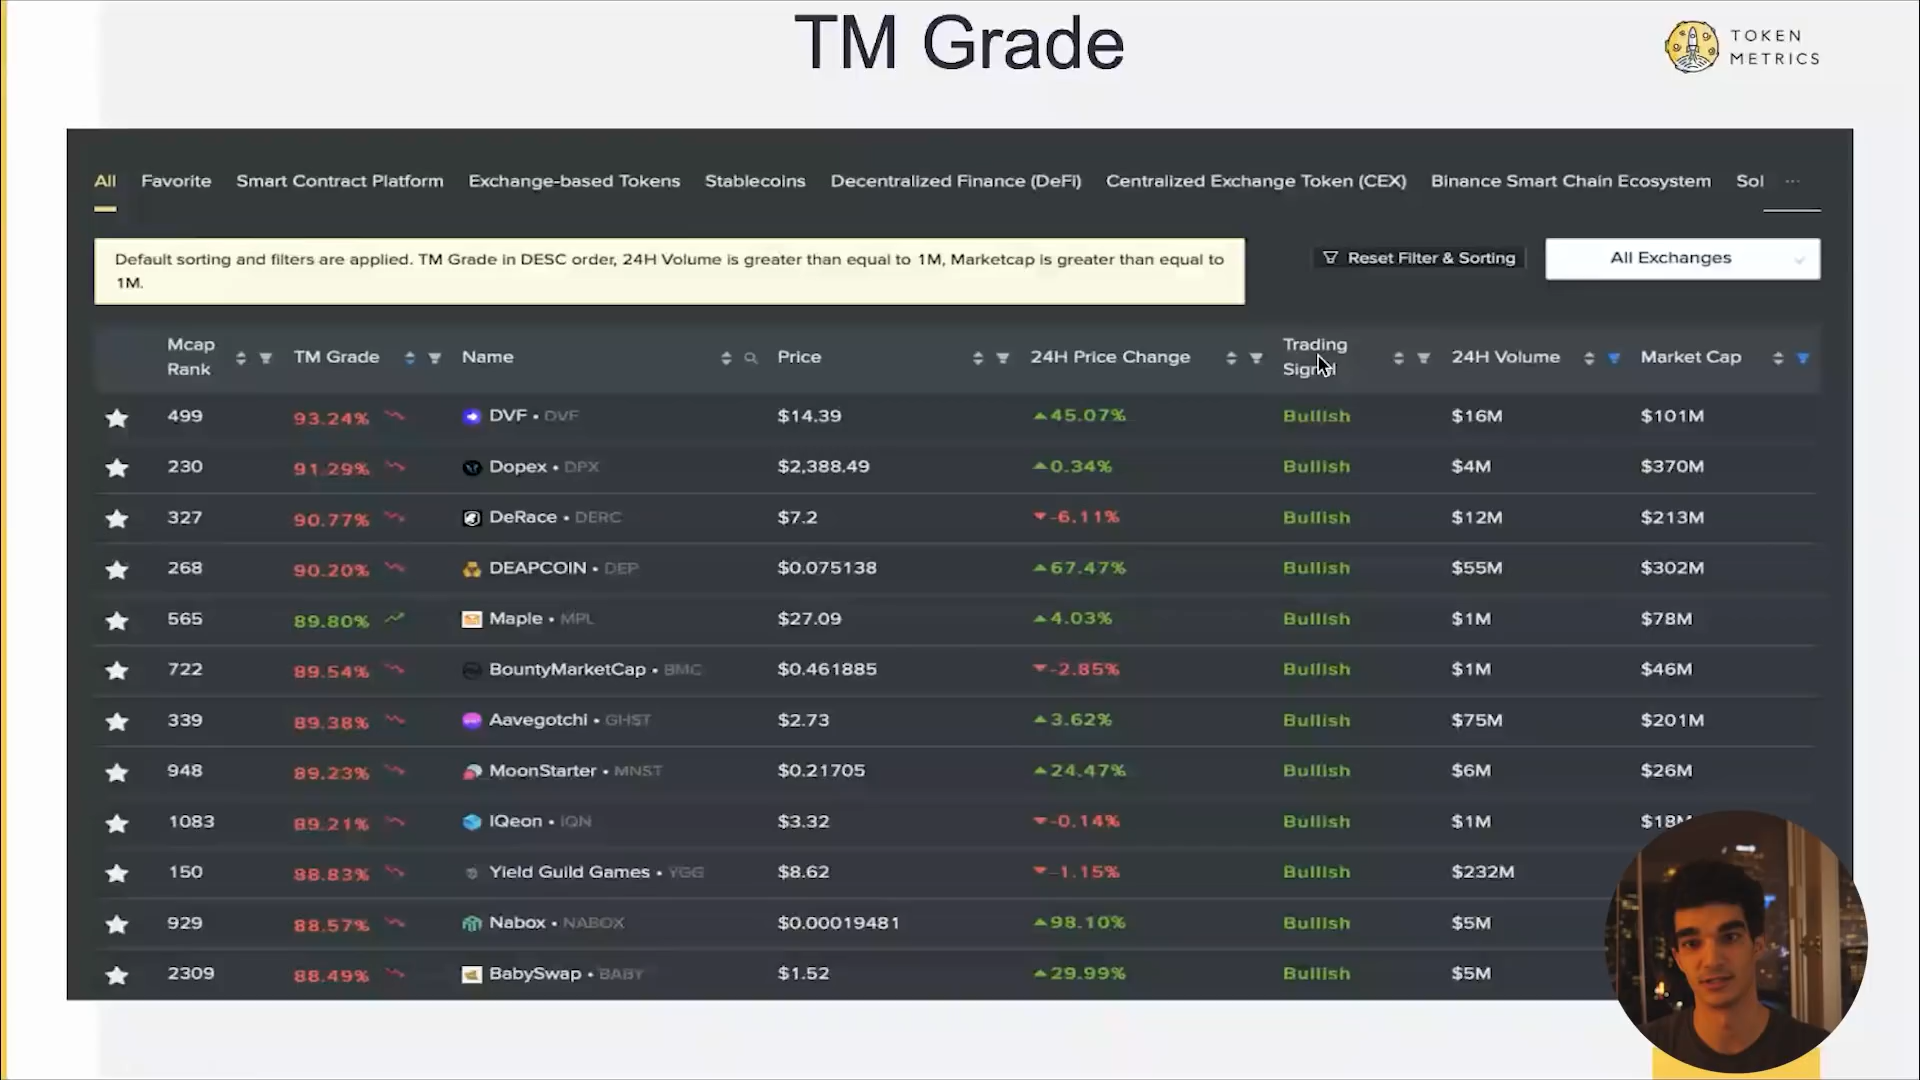 TM Grade
TOKEN
METRICS
All Favorite Smart Contract Platform Exchange-based Tokens Stablecoins Decentralized Finance (DeFi) Centralized Exchange Token (CEX) Binance Smart Chain Ecosystem Sol ...
Default sorting and filters are applied. TM Grade in DESC order, 24H Volume is greater than equal to 1M, Marketcap is greater than equal to
1M.
Reset Filter & Sorting
All Exchanges
Mcap
Rank
TM Grade
Name
Price
24H Price Change
Trading
Signal
24H Volume
Market Cap
499 93.24% DVF • DVF $14.39 45.07% Bullish $16M $101M
230 91.29% Dopex • DPX $2,388.49 0.34% Bullish $4M $370M
327 90.77% DeRace • DERC $7.2 -6.11% Bullish $12M $213M
268 90.20% DEAPCOIN • DEP $0.075138 67.47% Bullish $55M $302M
565 89.80% Maple • MPL $27.09 4.03% Bullish $1M $78M
722 89.54% BountyMarketCap • BMC $0.461885 -2.85% Bullish $1M $46M
339 89.38% Aavegotchi • GHST $2.73 3.62% Bullish $75M $201M
948 89.23% MoonStarter • MNST $0.21705 24.47% Bullish $6M $26M
1083 89.21% IQeon • IQN $3.32 -0.14% Bullish $1M $18M
150 88.83% Yield Guild Games • YGG $8.62 -1.15% Bullish $232M
929 88.57% Nabox • NABOX $0.00019481 98.10% Bullish $5M
2309 88.49% BabySwap • BABY $1.52 29.99% Bullish $5M